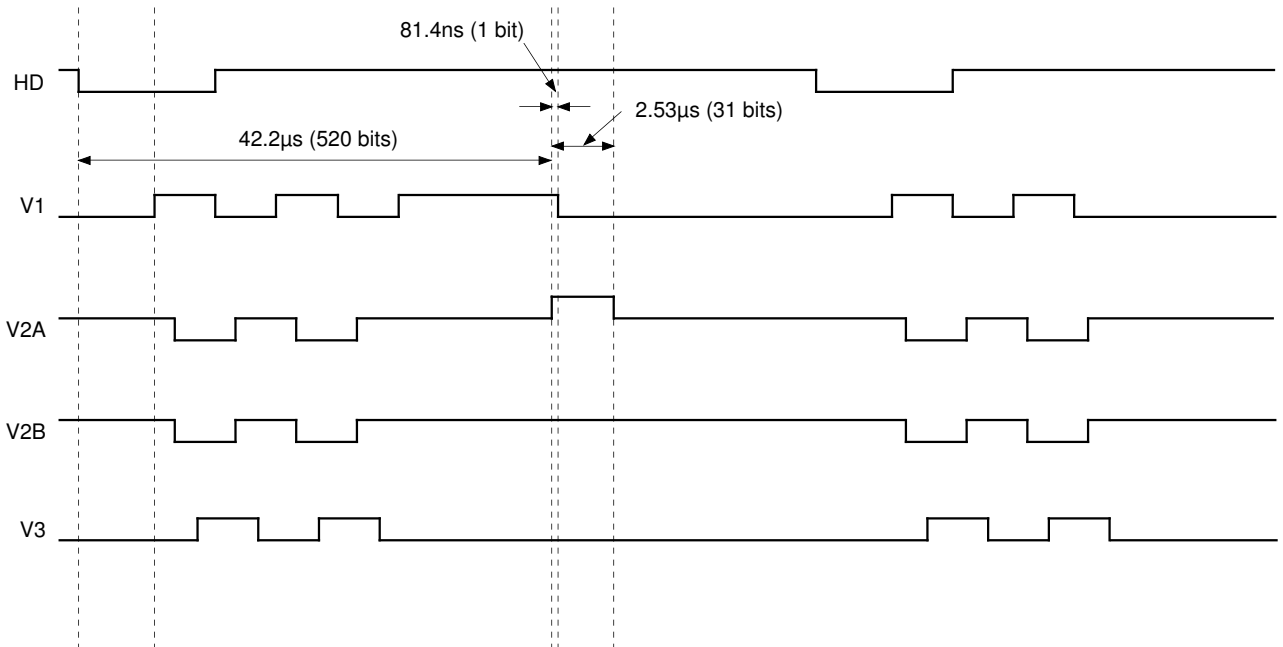 81.4ns (1 bit)
HD
2.53μs (31 bits)
42.2μs (520 bits)
V1
V2A
V2B
V3